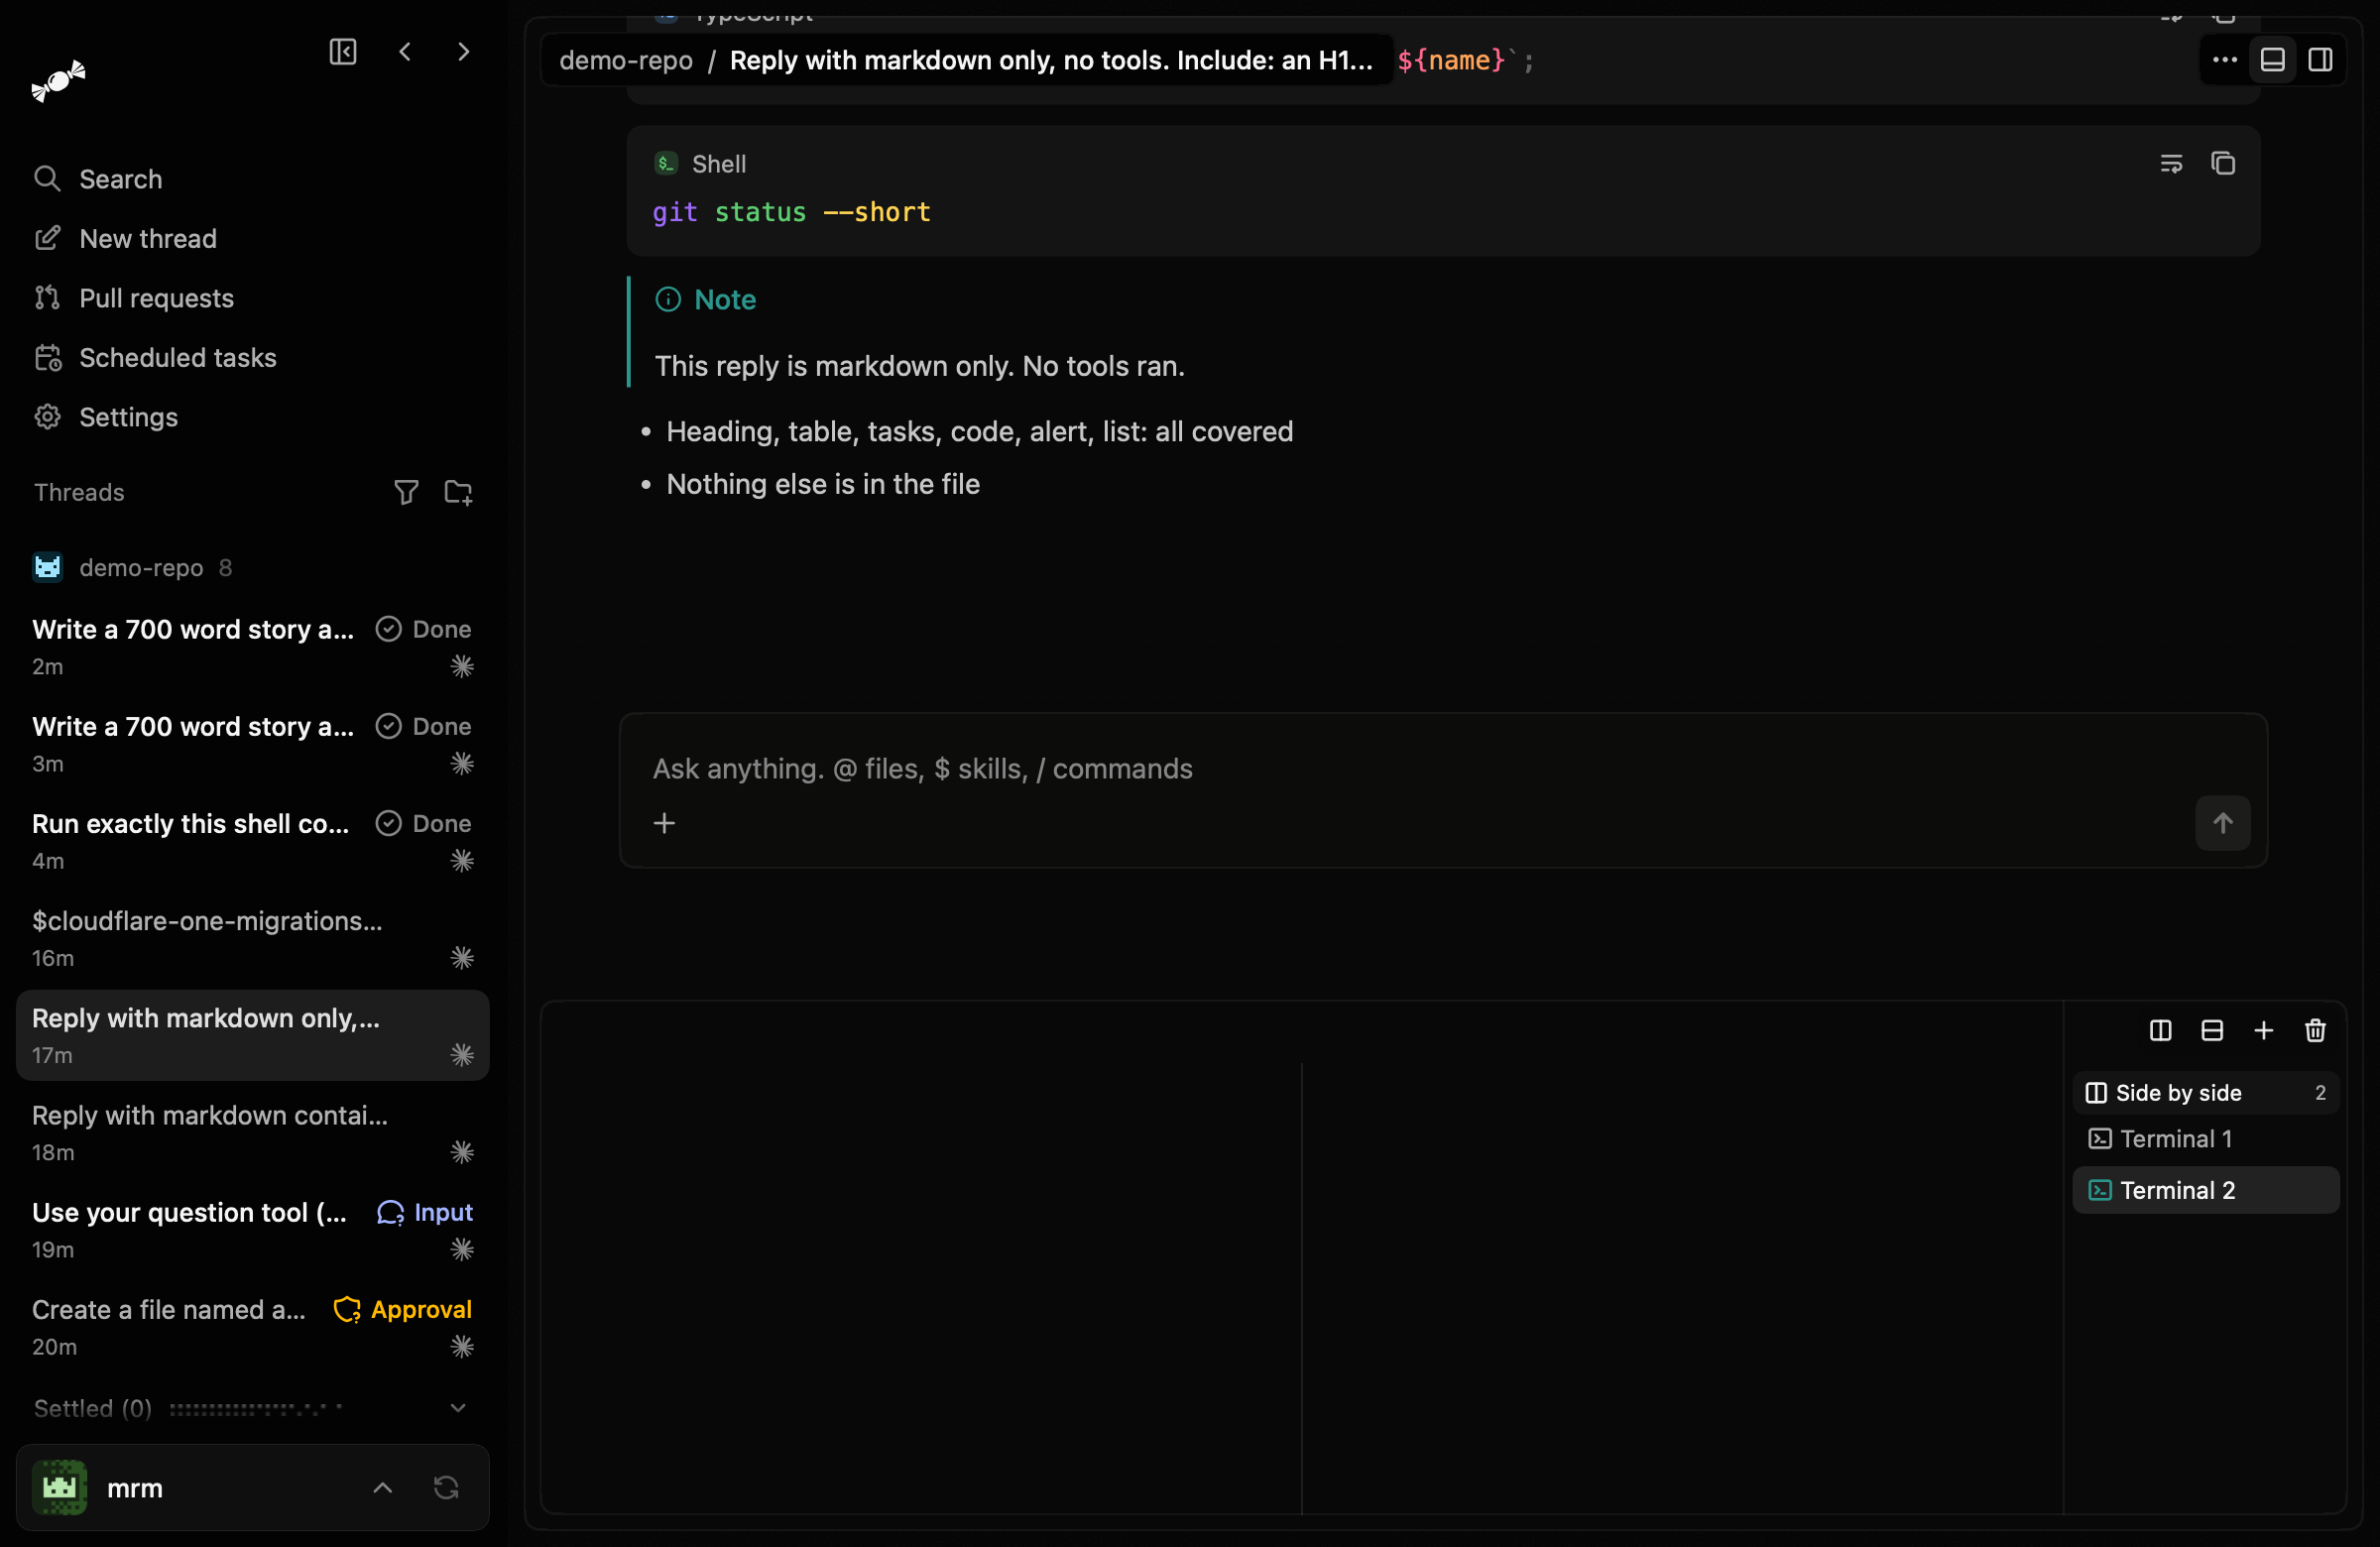 Search
New thread
Pull requests
Scheduled tasks
Settings
Threads
demo-repo 8
Write a 700 word story a... Done
2m
Write a 700 word story a... Done
3m
Run exactly this shell co... Done
4m
$cloudflare-one-migrations...
16m
Reply with markdown only,...
17m
Reply with markdown contai...
18m
Use your question tool (... Input
19m
Create a file named a... Approval
20m
Settled (0)
mrm
TypeScript
demo-repo / Reply with markdown only, no tools. Include: an H1... ${name}`;
Shell
git status --short
Note
This reply is markdown only. No tools ran.
• Heading, table, tasks, code, alert, list: all covered
• Nothing else is in the file
Ask anything. @ files, $ skills, / commands
Side by side 2
Terminal 1
Terminal 2